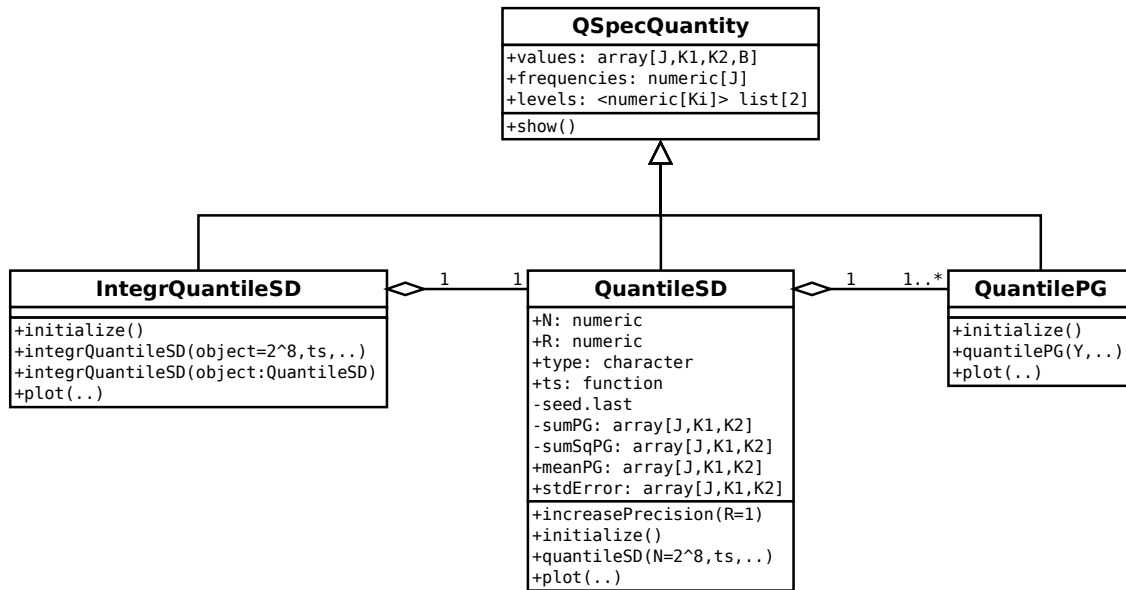 QSpecQuantity
+values: array[J,K1,K2,B]
+frequencies: numeric[J]
+levels: <numeric[Ki]> list[2]
+show()
IntegrQuantileSD
+initialize()
+integrQuantileSD(object=2^8,ts,..)
+integrQuantileSD(object:QuantileSD)
+plot(..)
1
1
QuantileSD
+N: numeric
+R: numeric
+type: character
+ts: function
-seed.last
-sumPG: array[J,K1,K2]
-sumSqPG: array[J,K1,K2]
+meanPG: array[J,K1,K2]
+stdError: array[J,K1,K2]
+increasePrecision(R=1)
+initialize()
+quantileSD(N=2^8,ts,..)
+plot(..)
1
1..*
QuantilePG
+initialize()
+quantilePG(Y,..)
+plot(..)